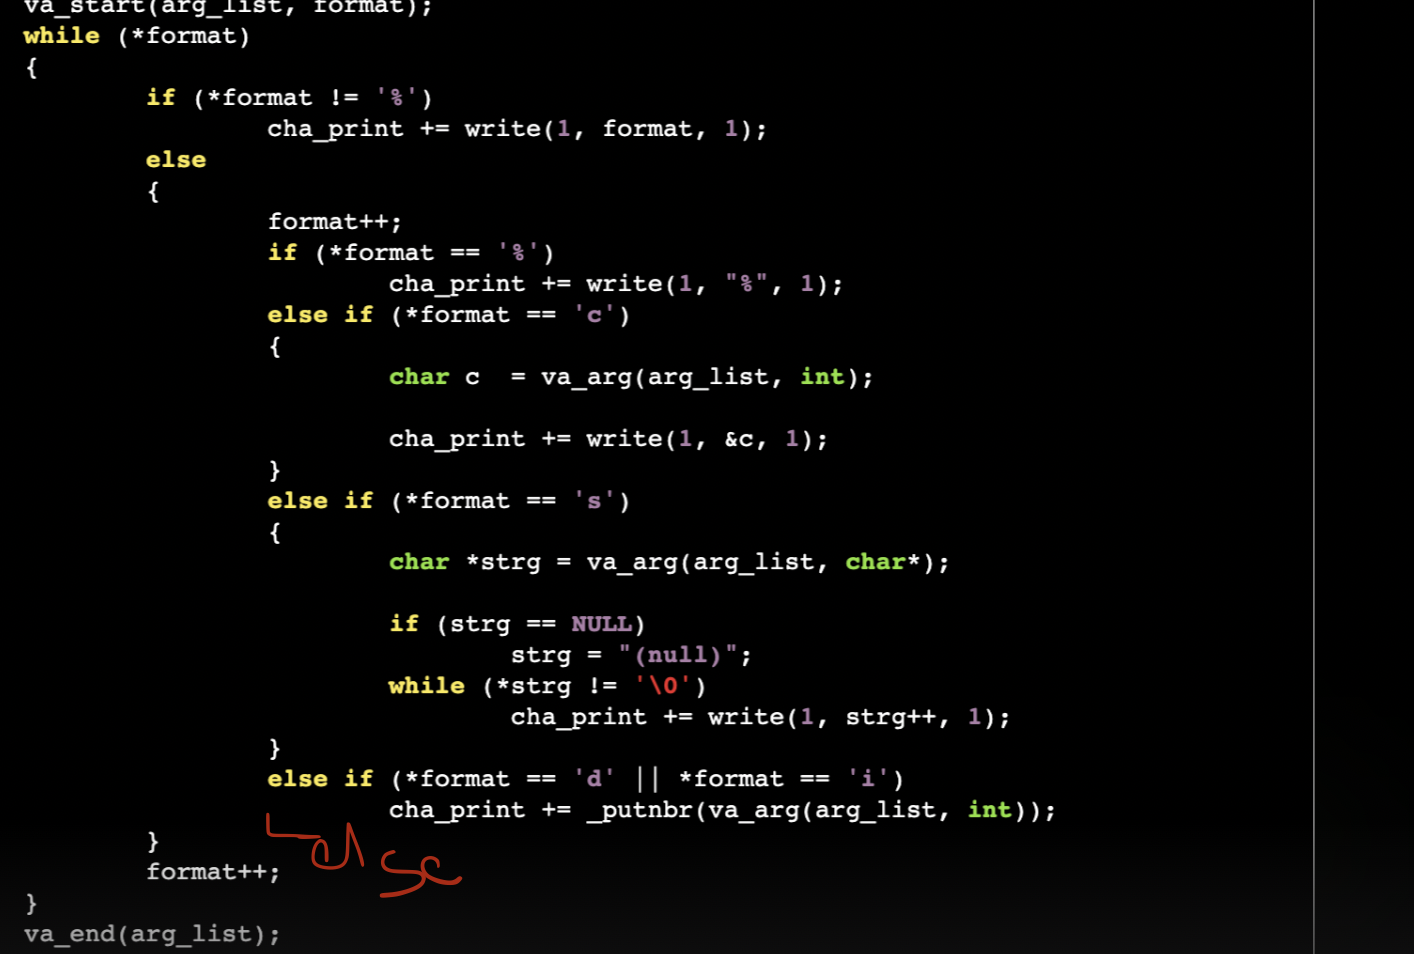 va_start(arg_list, format);
while (*format)
{
if (*format != '%')
cha_print += write(1, format, 1);
else
{
format++;
if (*format == '%')
cha_print += write(1, "%", 1);
else if (*format == 'c')
{
char c  = va_arg(arg_list, int);
cha_print += write(1, &c, 1);
}
else if (*format == 's')
{
char *strg = va_arg(arg_list, char*);
if (strg == NULL)
strg = "(null)";
while (*strg != '\0')
cha_print += write(1, strg++, 1);
}
else if (*format == 'd' || *format == 'i')
cha_print += _putnbr(va_arg(arg_list, int));
}
else
format++;
}
va_end(arg_list);